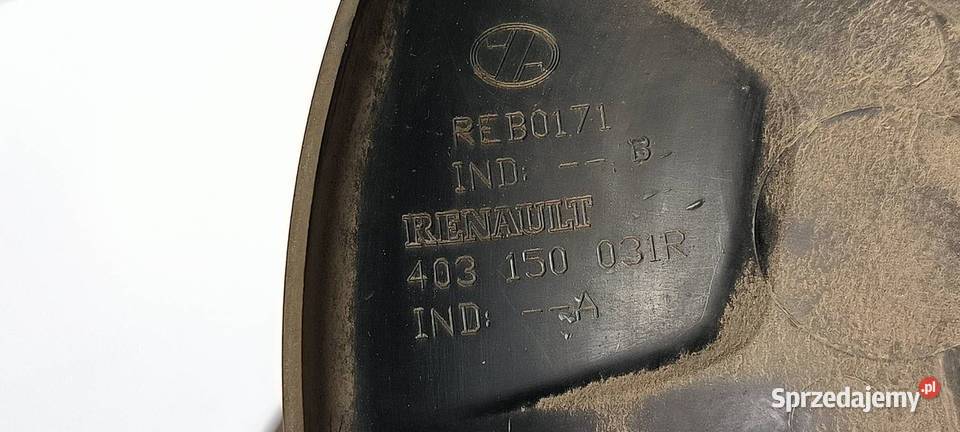 REB0171
IND: -- B
RENAULT
403 150 031R
IND: --A
Sprzedajemy.pl